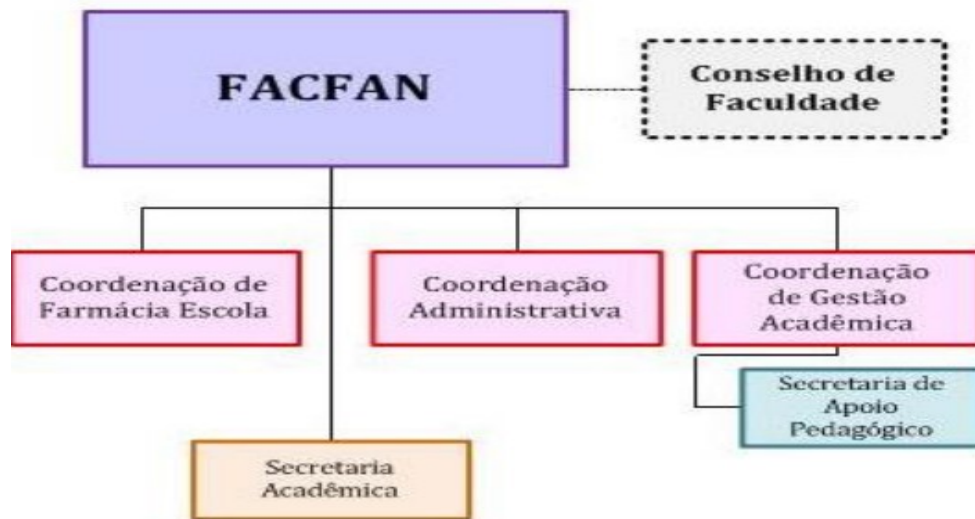 FACFAN
Conselho de
Faculdade
Coordenação de
Farmácia Escola
Coordenação
Administrativa
Coordenação
de Gestão
Acadêmica
Secretaria de
Apoio
Pedagógico
Secretaria
Acadêmica